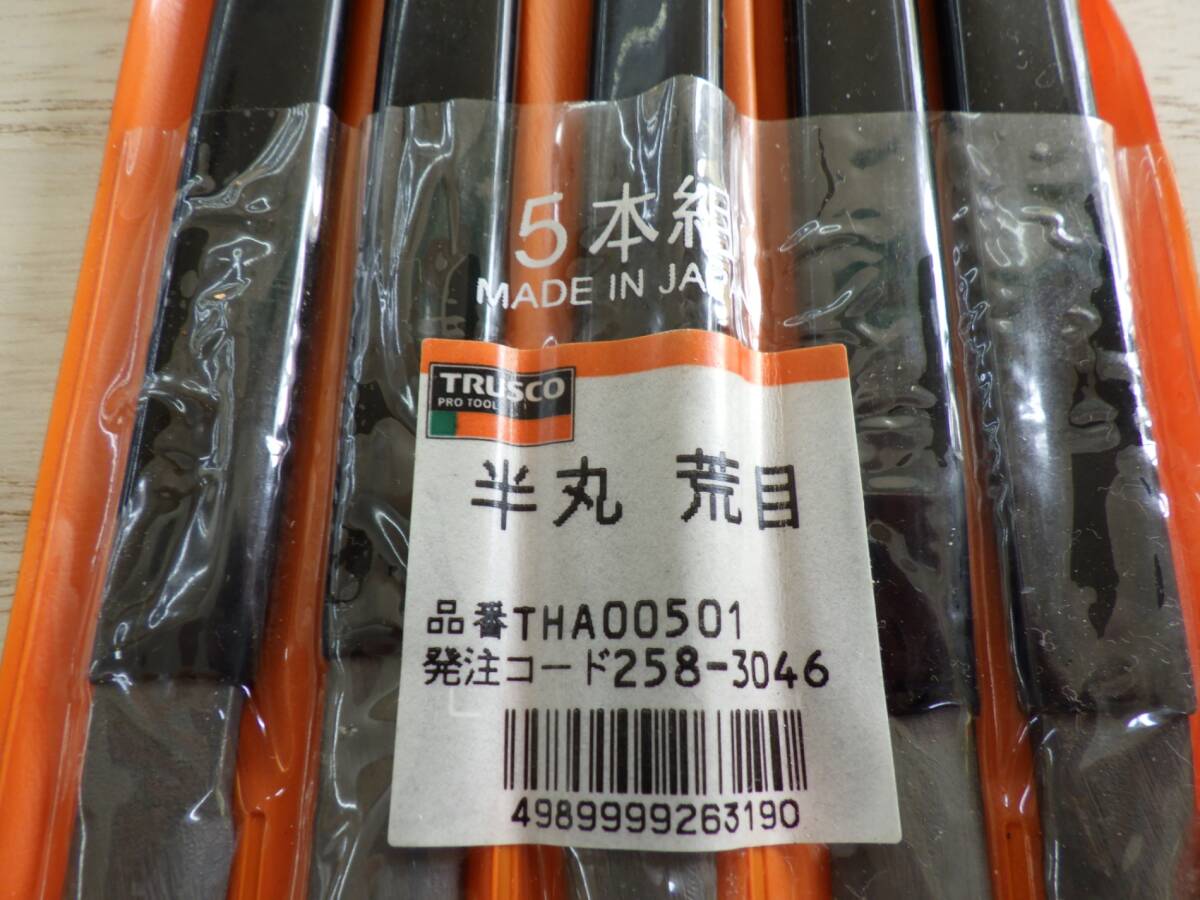 5本組
MADE IN JAPAN
TRUSCO
PRO TOOL
半丸 荒目
品番THA00501
発注コード258-3046
4989999263190